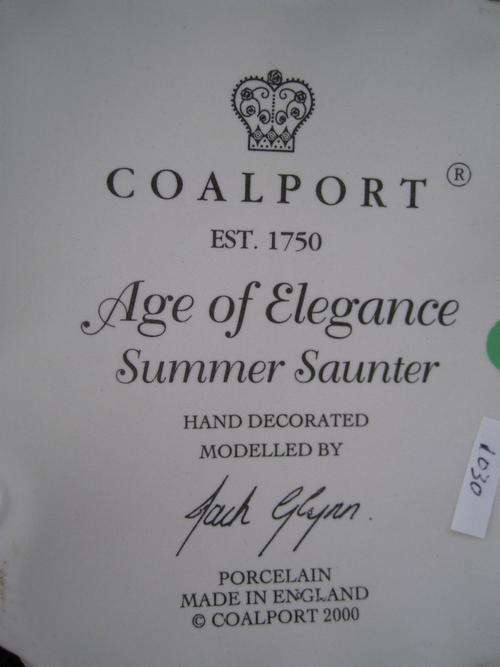 COALPORT ®
EST. 1750
Age of Elegance
Summer Saunter
HAND DECORATED
MODELLED BY
Jack Glynn.
PORCELAIN
MADE IN ENGLAND
© COALPORT 2000
1030